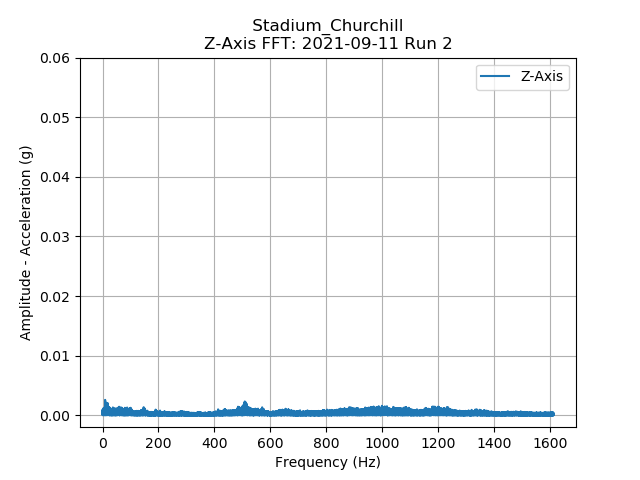 Stadium_Churchill
Z-Axis FFT: 2021-09-11 Run 2
Z-Axis
0.06
0.05
0.04
0.03
0.02
0.01
0.00
Amplitude - Acceleration (g)
0 200 400 600 800 1000 1200 1400 1600
Frequency (Hz)